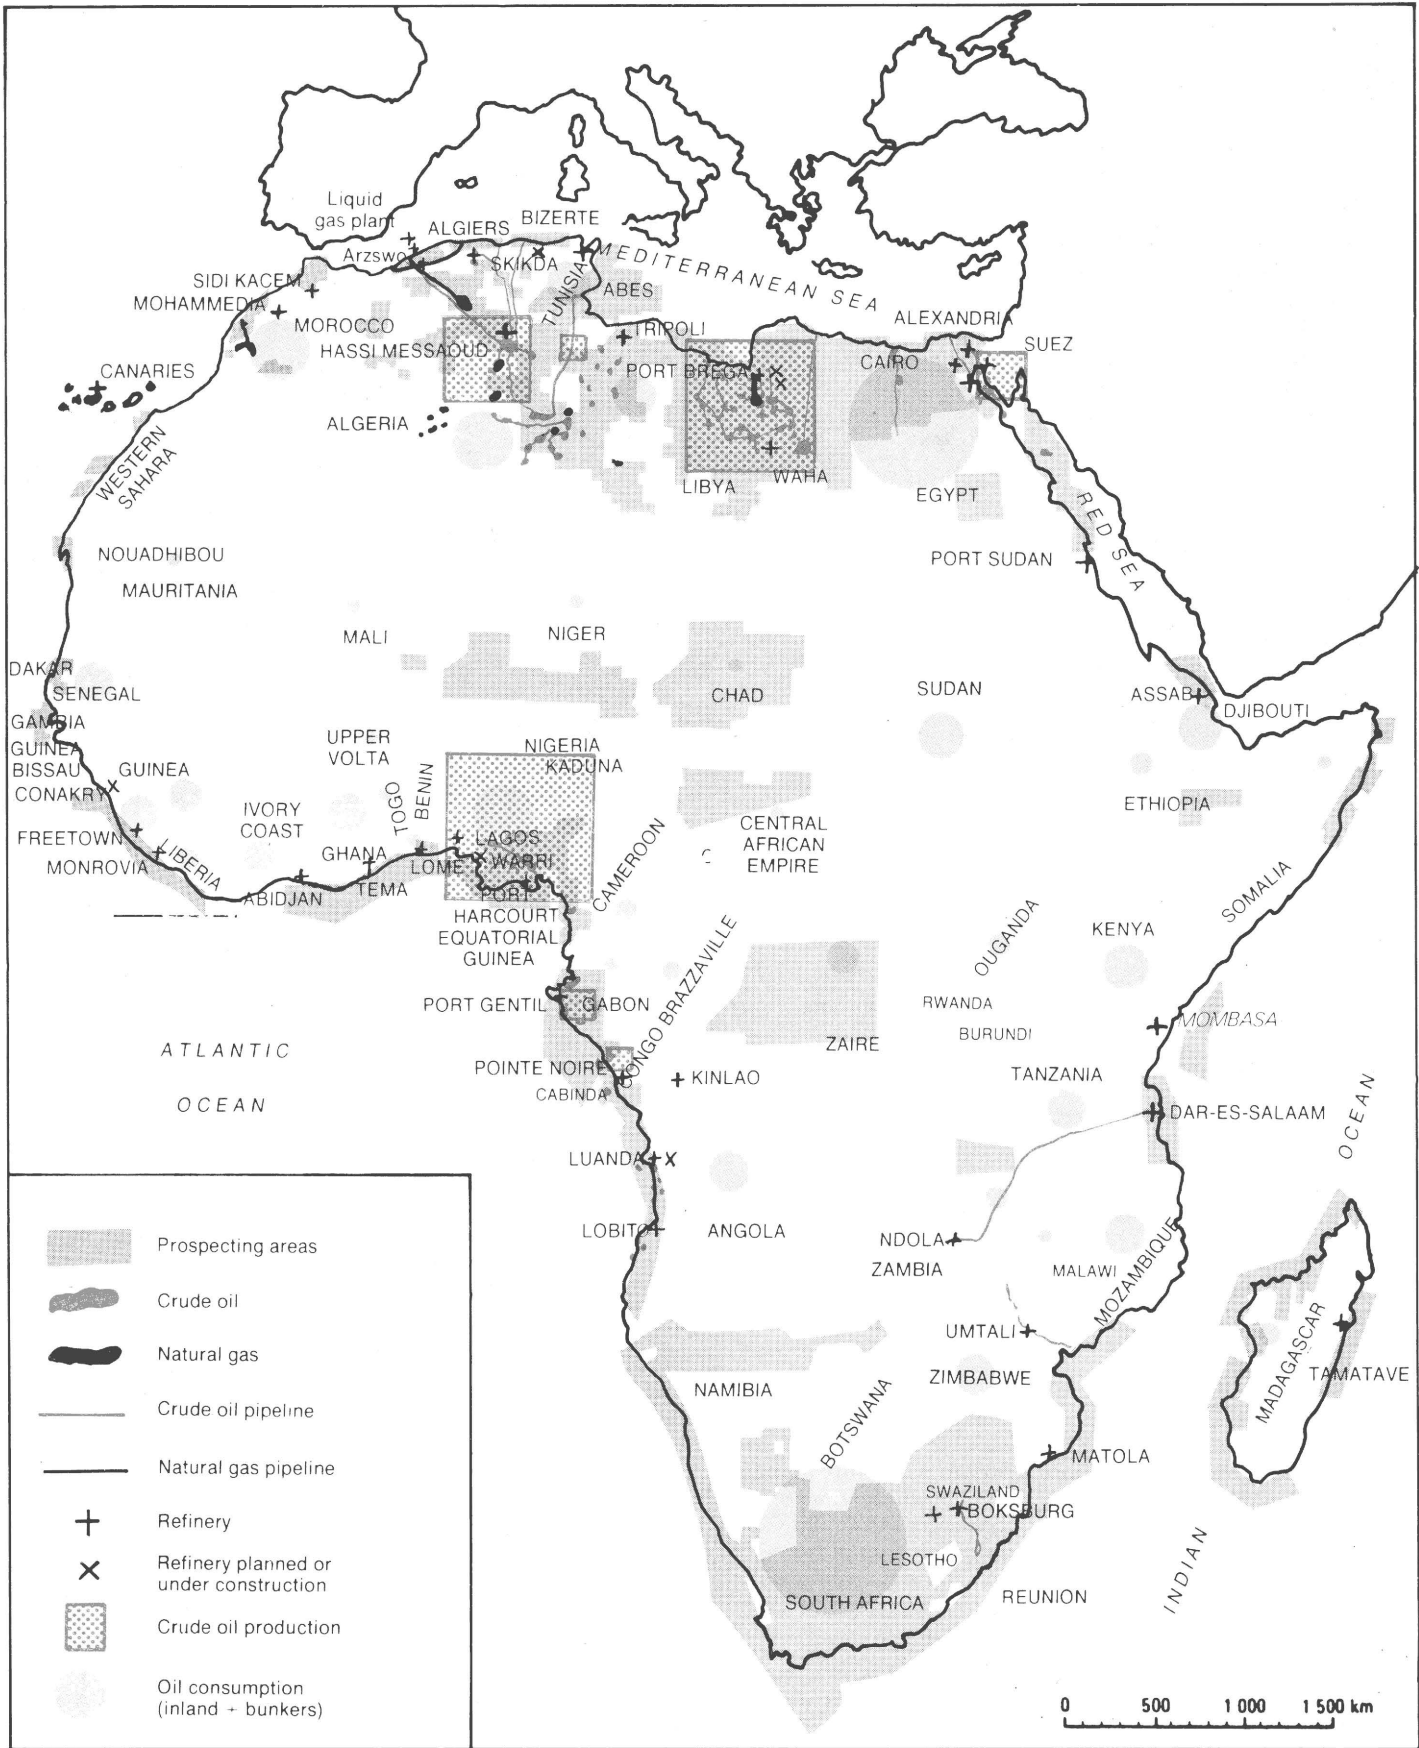 Liquid
gas plant
ALGIERS
BIZERTE
Arzswo
SKIKDA
MEDITERRANEAN SEA
SIDI KACEM
TUNISIA
ABES
MOHAMMEDIA
MOROCCO
TRIPOLI
ALEXANDRIA
HASSI MESSAOUD
SUEZ
CANARIES
PORT BREGA
CAIRO
ALGERIA
WESTERN
SAHARA
WAHA
LIBYA
EGYPT
RED SEA
NOUADHIBOU
PORT SUDAN
MAURITANIA
MALI
NIGER
DAKAR
SENEGAL
CHAD
SUDAN
ASSAB
DJIBOUTI
GAMBIA
GUINEA
BISSAU
GUINEA
CONAKRY
UPPER
VOLTA
NIGERIA
KADUNA
TOGO
BENIN
IVORY
COAST
ETHIOPIA
CENTRAL
AFRICAN
EMPIRE
FREETOWN
LIBERIA
MONROVIA
GHANA
LOME
LAGOS
WARRI
CAMEROON
ABIDJAN
TEMA
PORT
HARCOURT
EQUATORIAL
GUINEA
SOMALIA
KENYA
OUGANDA
PORT GENTIL
GABON
CONGO BRAZZAVILLE
RWANDA
BURUNDI
MOMBASA
ZAIRE
ATLANTIC
OCEAN
POINTE NOIRE
CABINDA
KINLAO
TANZANIA
DAR-ES-SALAAM
OCEAN
LUANDA
LOBITO
ANGOLA
NDOLA
ZAMBIA
MALAWI
MOZAMBIQUE
UMTALI
ZIMBABWE
MADAGASCAR
TAMATAVE
NAMIBIA
BOTSWANA
MATOLA
SWAZILAND
BOKSBURG
LESOTHO
SOUTH AFRICA
REUNION
INDIAN
Prospecting areas
Crude oil
Natural gas
Crude oil pipeline
Natural gas pipeline
Refinery
Refinery planned or
under construction
Crude oil production
Oil consumption
(inland + bunkers)
0 500 1 000 1 500 km